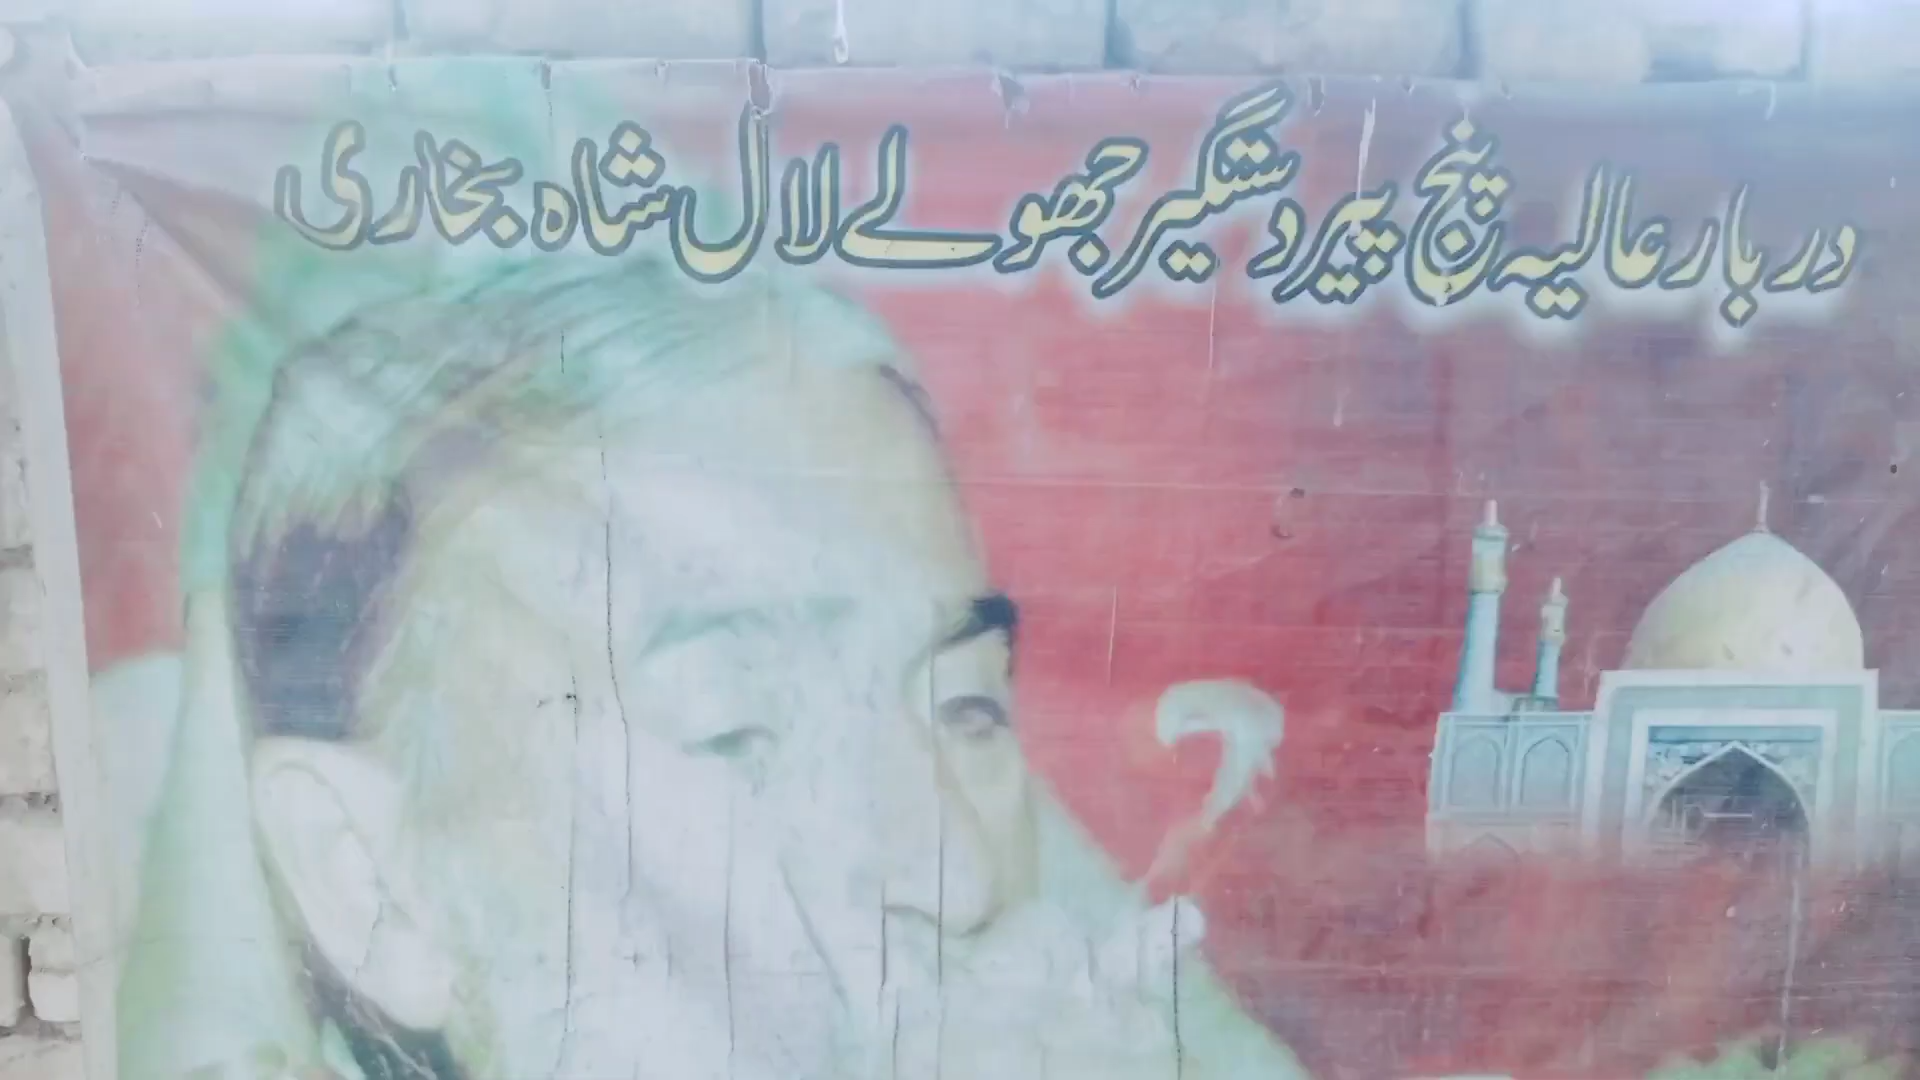 دربار عالیہ پنج پیر دستگیر جھولے لال شاہ بخاری